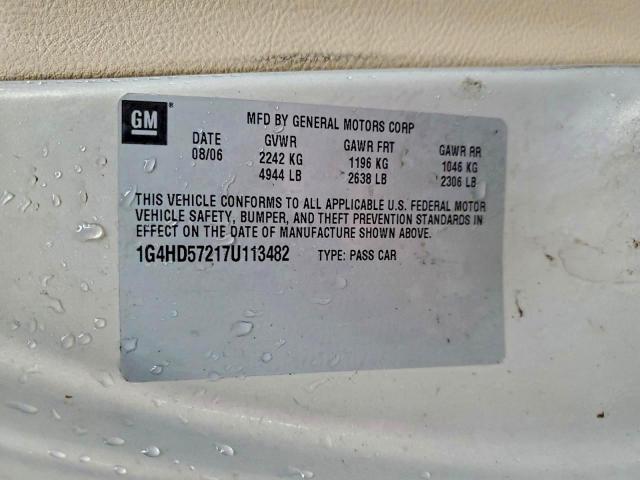 GM®
MFD BY GENERAL MOTORS CORP
DATE GVWR GAWR FRT GAWR RR
08/06 2242 KG 1196 KG 1046 KG
4944 LB 2638 LB 2306 LB
THIS VEHICLE CONFORMS TO ALL APPLICABLE U.S. FEDERAL MOTOR
VEHICLE SAFETY, BUMPER, AND THEFT PREVENTION STANDARDS IN
EFFECT ON THE DATE OF MANUFACTURE SHOWN ABOVE.
1G4HD57217U113482 TYPE: PASS CAR